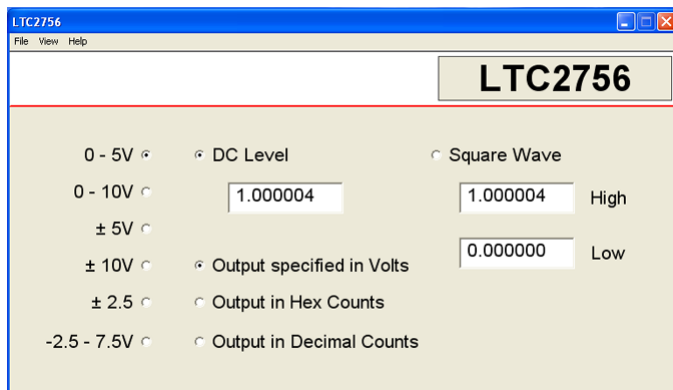 LTC2756
File View Help
LTC2756
0 - 5V DC Level Square Wave
0 - 10V 1.000004 1.000004 High
± 5V
0.000000 Low
± 10V Output specified in Volts
± 2.5 Output in Hex Counts
-2.5 - 7.5V Output in Decimal Counts